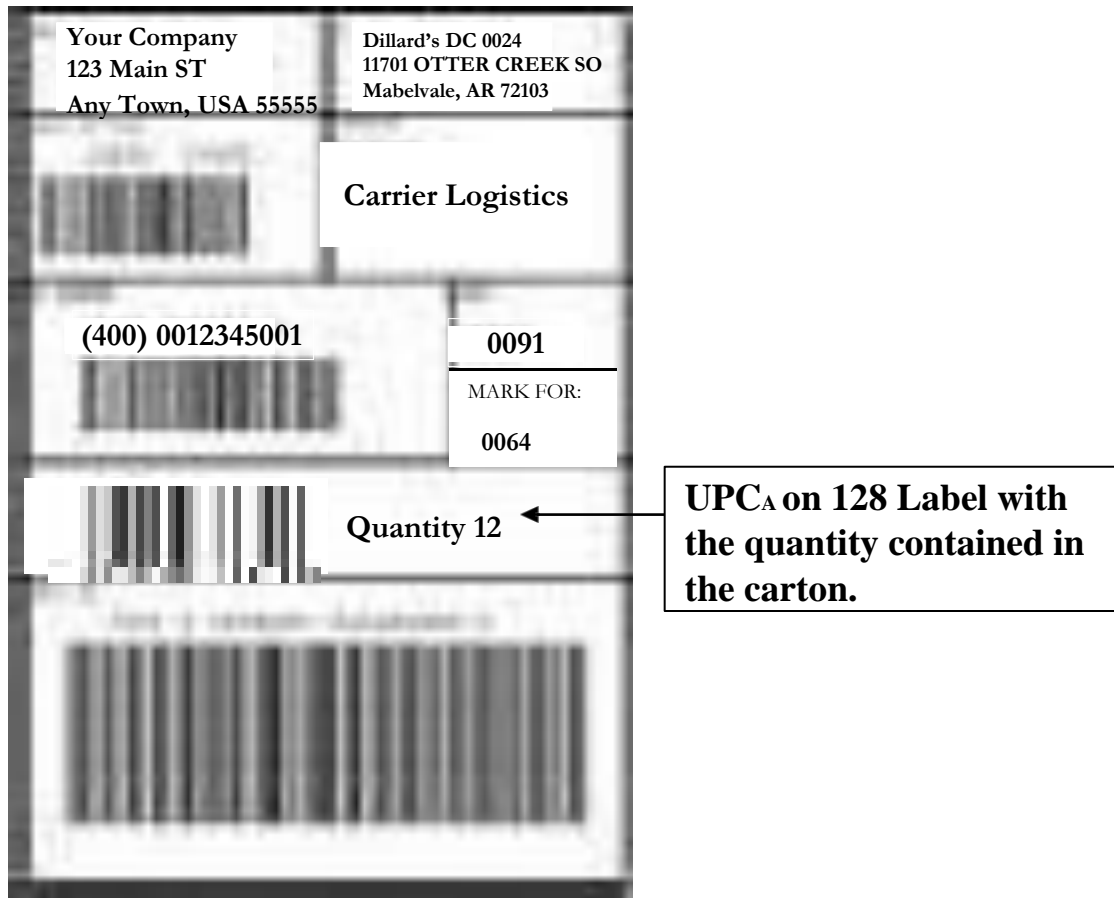 Your Company
123 Main ST
Any Town, USA 55555
Dillard's DC 0024
11701 OTTER CREEK SO
Mabelvale, AR 72103
Carrier Logistics
(400) 0012345001
0091
MARK FOR:
0064
Quantity 12
UPCA on 128 Label with
the quantity contained in
the carton.